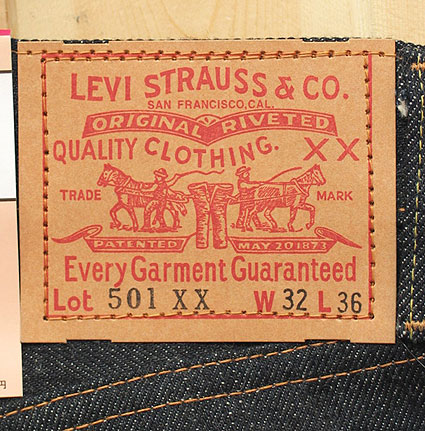 LEVI STRAUSS & CO.
SAN FRANCISCO, CAL.
ORIGINAL RIVETED
QUALITY CLOTHING. XX
TRADE MARK
PATENTED MAY 20 1873
Every Garment Guaranteed
Lot 501 XX W 32 L 36
円